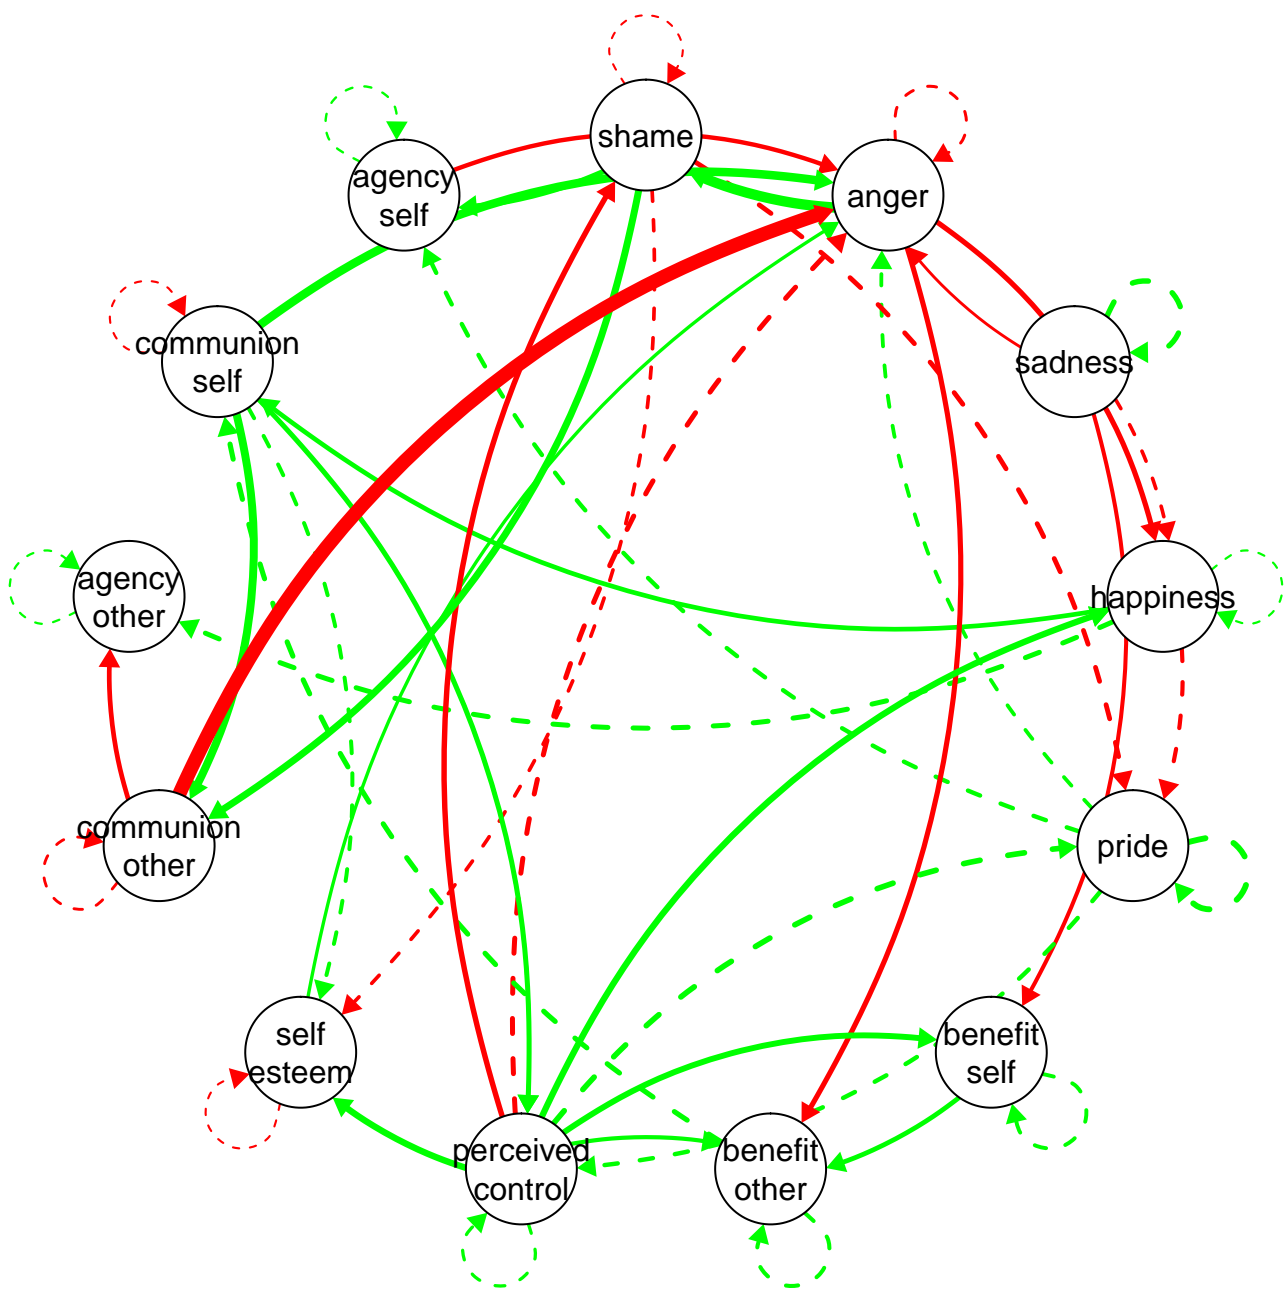 shame
anger
agency
self
sadness
communion
self
happiness
agency
other
pride
communion
other
self
esteem
benefit
self
perceived
control
benefit
other